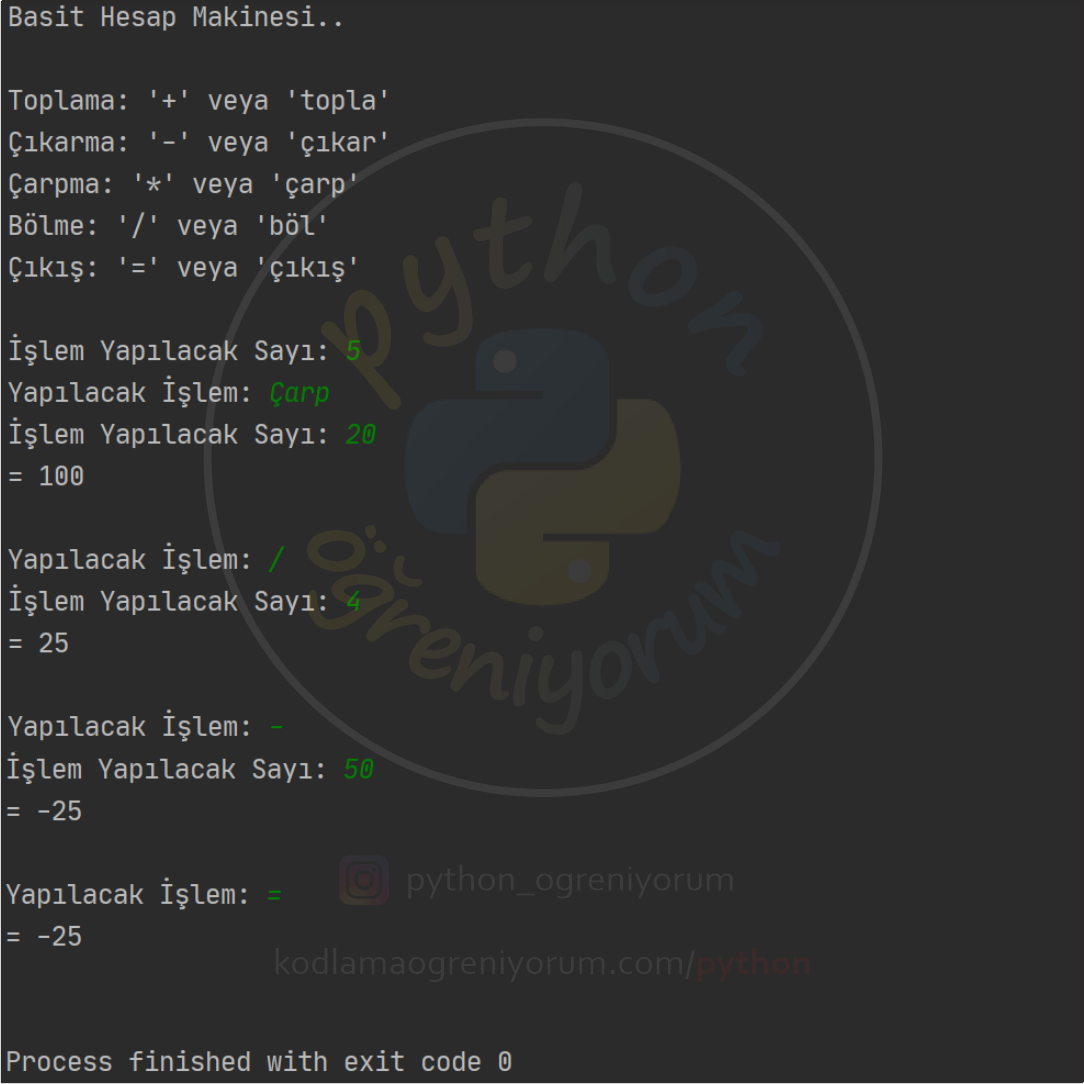 Basit Hesap Makinesi..
Toplama: '+' veya 'topla'
Çıkarma: '-' veya 'çıkar'
Çarpma: '*' veya 'çarp'
Bölme: '/' veya 'böl'
Çıkış: '=' veya 'çıkış'
İşlem Yapılacak Sayı: 5
Yapılacak İşlem: Çarp
İşlem Yapılacak Sayı: 20
= 100
Yapılacak İşlem: /
İşlem Yapılacak Sayı: 4
= 25
Yapılacak İşlem: -
İşlem Yapılacak Sayı: 50
= -25
Yapılacak İşlem: =
= -25
Process finished with exit code 0
python
öğreniyorum
python_ogreniyorum
kodlamaogreniyorum.com/python